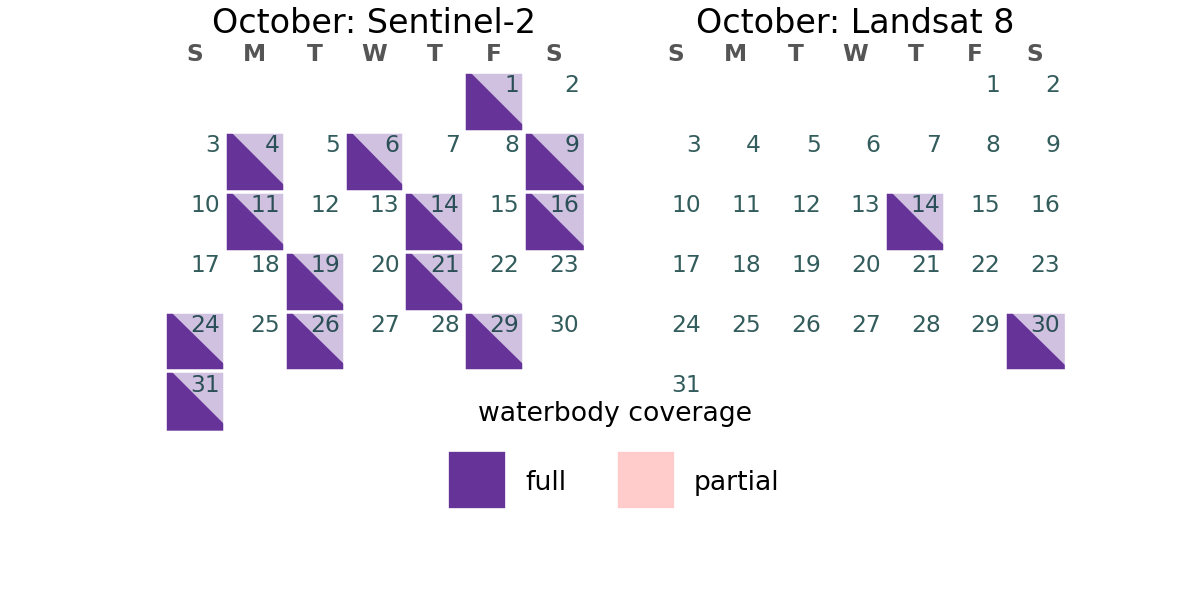 October: Sentinel-2
S M T W T F S
1 2
3 4 5 6 7 8 9
10 11 12 13 14 15 16
17 18 19 20 21 22 23
24 25 26 27 28 29 30
31
October: Landsat 8
S M T W T F S
1 2
3 4 5 6 7 8 9
10 11 12 13 14 15 16
17 18 19 20 21 22 23
24 25 26 27 28 29 30
31
waterbody coverage
full partial